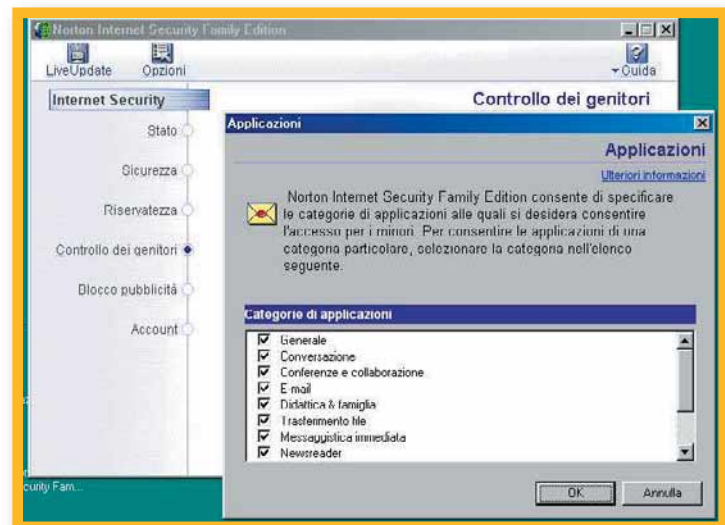 Norton Internet Security Family Edition
LiveUpdate
Opzioni
Guida
Internet Security
Controllo dei genitori
Stato
Sicurezza
Riservatezza
Controllo dei genitori
Blocco pubblicità
Account
Applicazioni
Applicazioni
Ulteriori informazioni
Norton Internet Security Family Edition consente di specificare
le categorie di applicazioni alle quali si desidera consentire
l'accesso per i minori. Per consentire le applicazioni di una
categoria particolare, selezionare la categoria nell'elenco
seguente.
Categorie di applicazioni
Generale
Conversazione
Conferenze e collaborazione
E-mail
Didattica & famiglia
Trasferimento file
Messaggistica immediata
Newsreader
OK
Annulla
curity Fam...